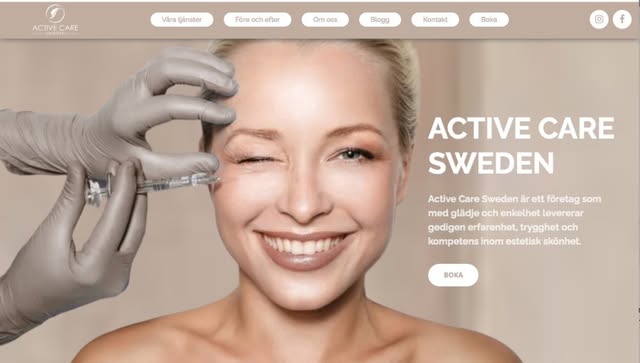 ACTIVE CARE
Våra tjänster
Före och efter
Om oss
Blogg
Kontakt
Boka
ACTIVE CARE
SWEDEN
Active Care Sweden är ett företag som
med glädje och enkelhet levererar
gedigen erfarenhet, trygghet och
kompetens inom estetisk skönhet.
BOKA